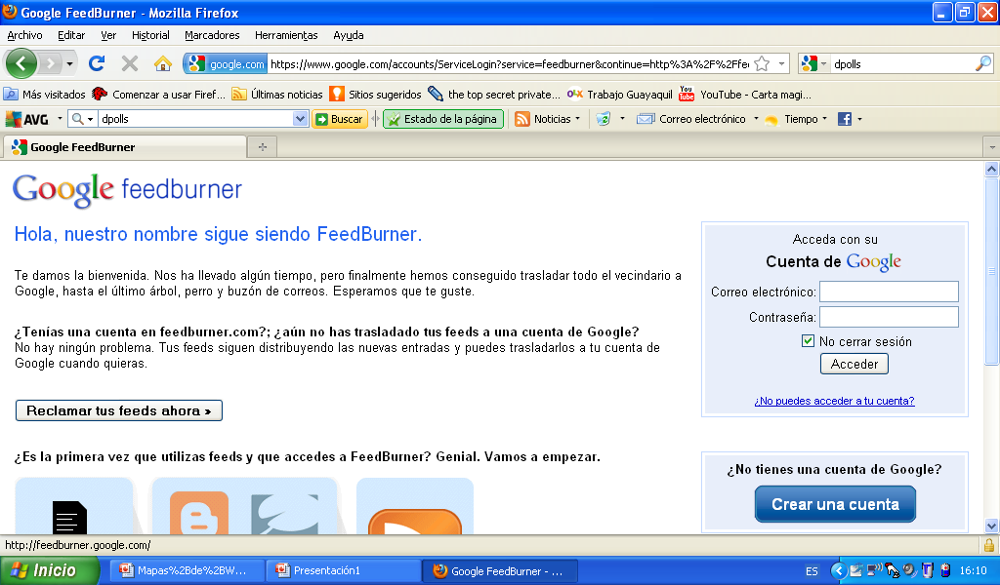 Google FeedBurner - Mozilla Firefox
Archivo Editar Ver Historial Marcadores Herramientas Ayuda
google.com https://www.google.com/accounts/ServiceLogin?service=feedburner&continue=http%3A%2F%2Ffee dpolls
Más visitados Comenzar a usar Firef... Últimas noticias Sitios sugeridos the top secret private... OLX Trabajo Guayaquil You Tube YouTube - Carta magi...
AVG dpolls Buscar Estado de la página Noticias Correo electrónico Tiempo
Google FeedBurner
Google feedburner
Hola, nuestro nombre sigue siendo FeedBurner.
Te damos la bienvenida. Nos ha llevado algún tiempo, pero finalmente hemos conseguido trasladar todo el vecindario a
Google, hasta el último árbol, perro y buzón de correos. Esperamos que te guste.
¿Tenías una cuenta en feedburner.com?; ¿aún no has trasladado tus feeds a una cuenta de Google?
No hay ningún problema. Tus feeds siguen distribuyendo las nuevas entradas y puedes trasladarlos a tu cuenta de
Google cuando quieras.
Reclamar tus feeds ahora »
¿Es la primera vez que utilizas feeds y que accedes a FeedBurner? Genial. Vamos a empezar.
Acceda con su
Cuenta de Google
Correo electrónico:
Contraseña:
No cerrar sesión
Acceder
¿No puedes acceder a tu cuenta?
¿No tienes una cuenta de Google?
Crear una cuenta
http://feedburner.google.com/
Inicio Mapas%2Bde%2BW... Presentación1 Google FeedBurner - ... ES 16:10